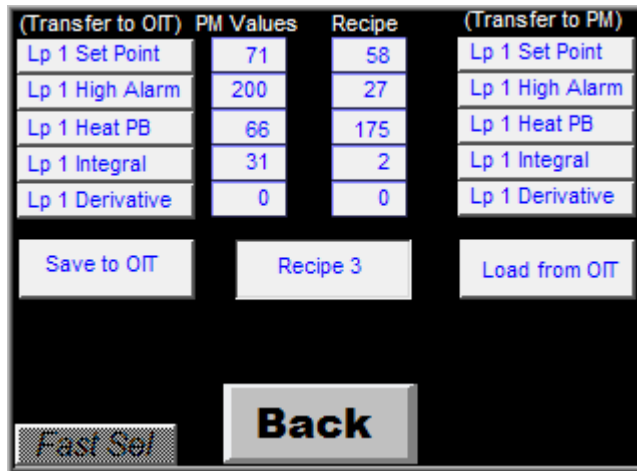 (Transfer to OIT) PM Values Recipe (Transfer to PM)
Lp 1 Set Point 71 58 Lp 1 Set Point
Lp 1 High Alarm 200 27 Lp 1 High Alarm
Lp 1 Heat PB 66 175 Lp 1 Heat PB
Lp 1 Integral 31 2 Lp 1 Integral
Lp 1 Derivative 0 0 Lp 1 Derivative
Save to OIT Recipe 3 Load from OIT
Back
Fast Sel